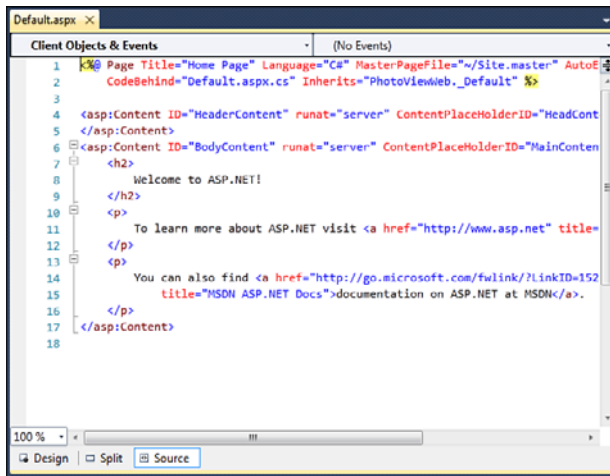 Default.aspx
Client Objects & Events (No Events)
1 <%@ Page Title="Home Page" Language="C#" MasterPageFile="~/Site.master" AutoE
2 CodeBehind="Default.aspx.cs" Inherits="PhotoViewWeb._Default" %>
3
4 <asp:Content ID="HeaderContent" runat="server" ContentPlaceHolderID="HeadCont
5 </asp:Content>
6 <asp:Content ID="BodyContent" runat="server" ContentPlaceHolderID="MainConten
7 <h2>
8 Welcome to ASP.NET!
9 </h2>
10 <p>
11 To learn more about ASP.NET visit <a href="http://www.asp.net" title=
12 </p>
13 <p>
14 You can also find <a href="http://go.microsoft.com/fwlink/?LinkID=152
15 title="MSDN ASP.NET Docs">documentation on ASP.NET at MSDN</a>.
16 </p>
17 </asp:Content>
18
100 %
Design Split Source